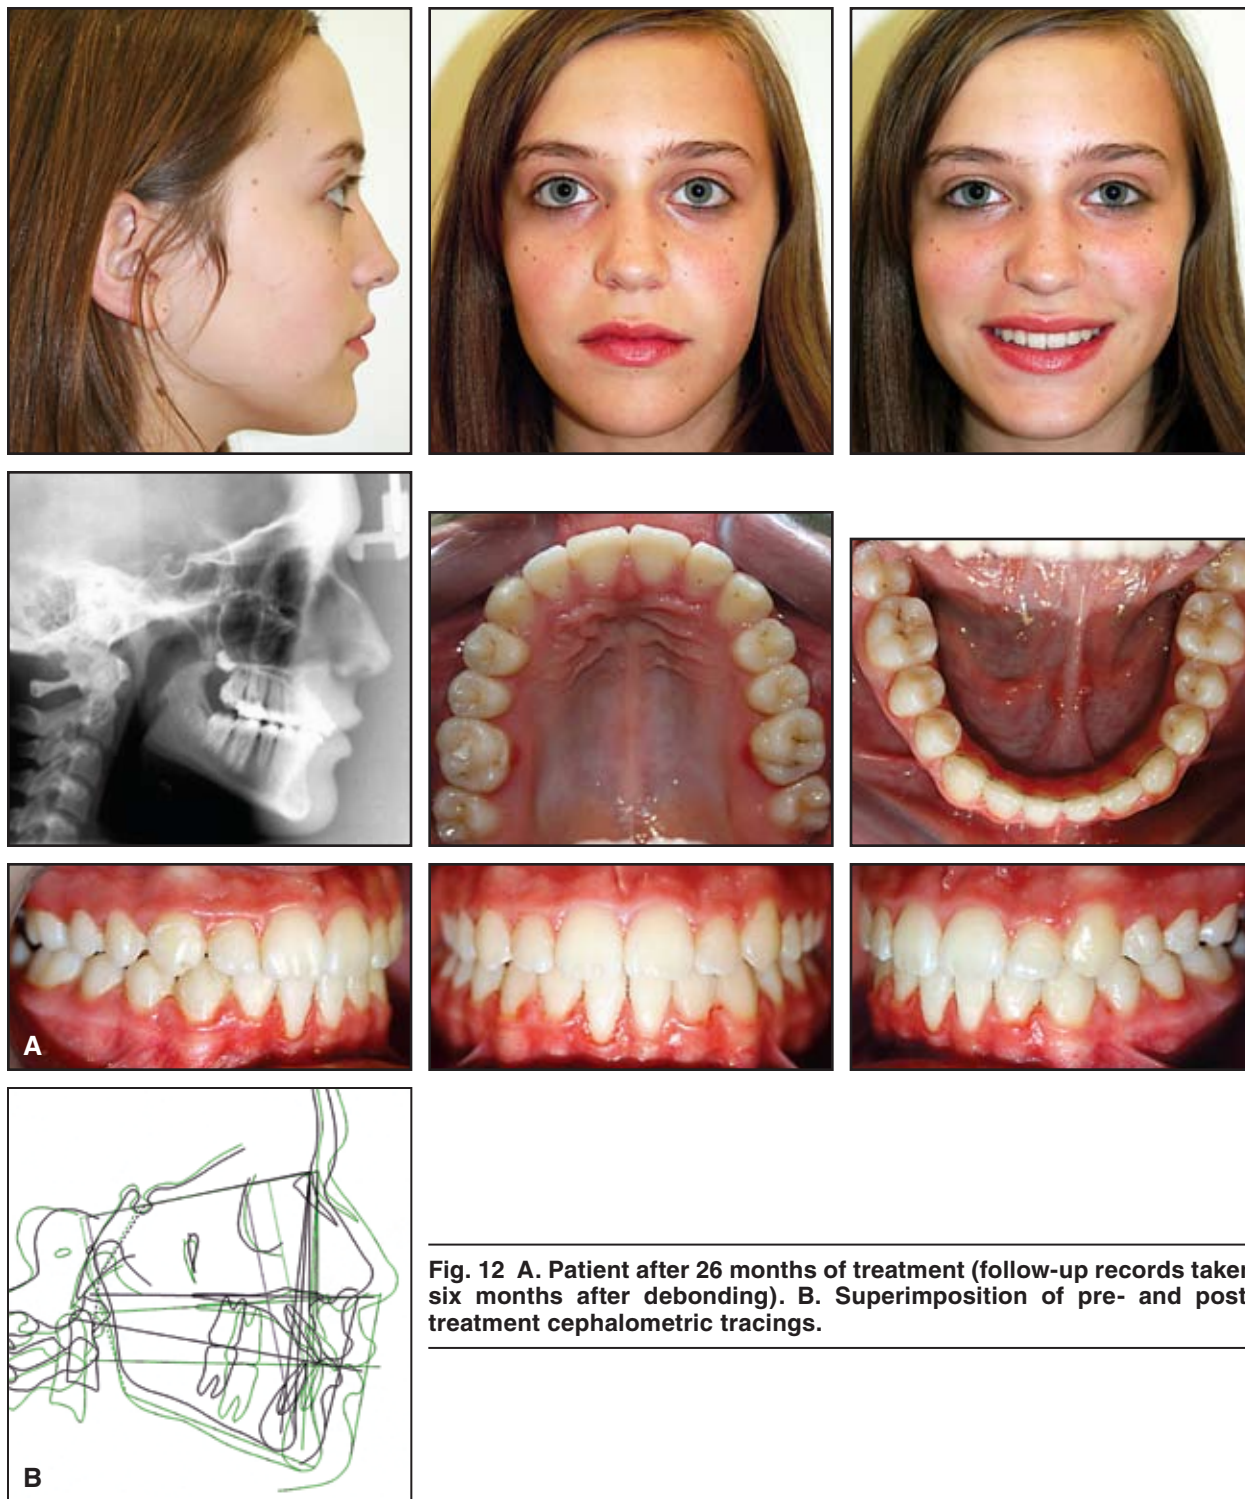 A
B
Fig. 12 A. Patient after 26 months of treatment (follow-up records taken
six months after debonding). B. Superimposition of pre- and post
treatment cephalometric tracings.